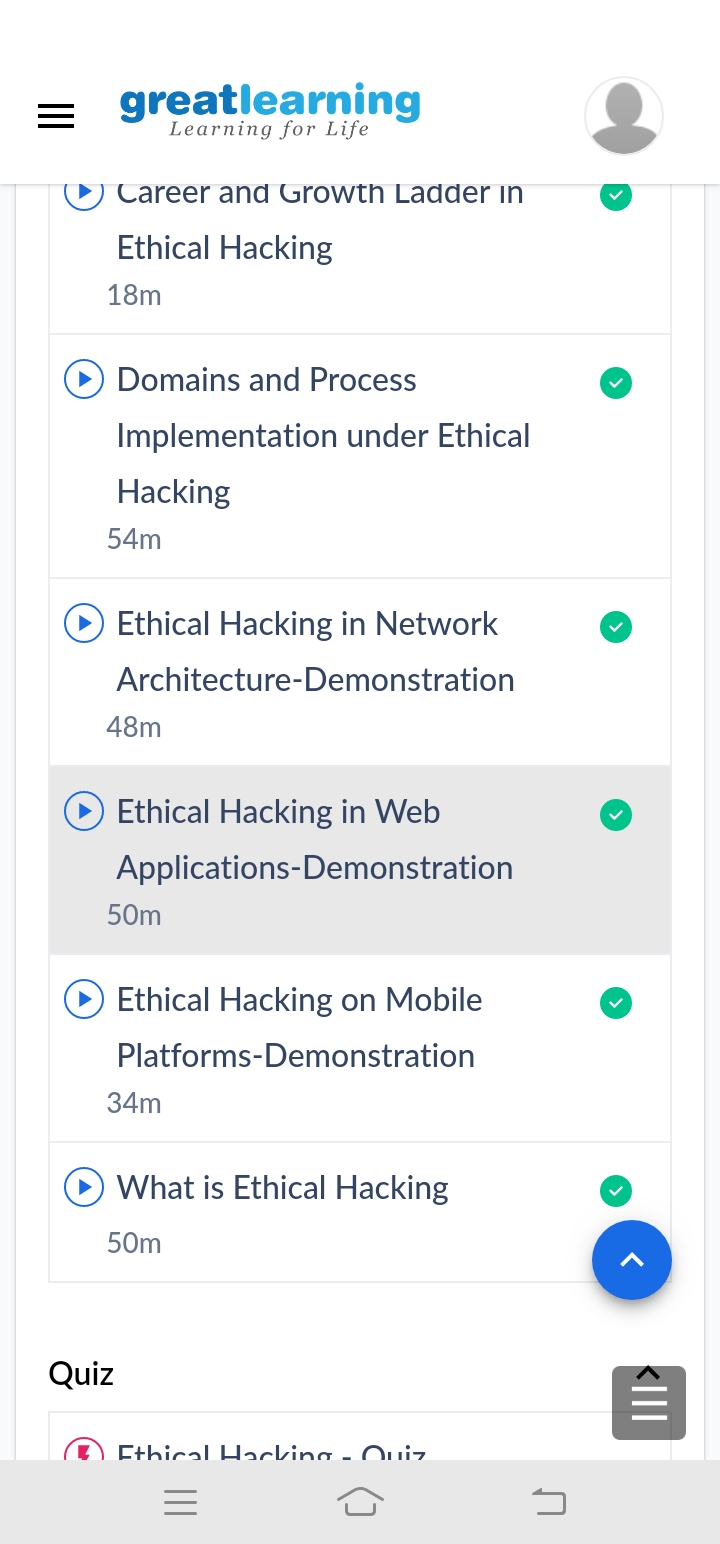 greatlearning
Learning for Life
Career and Growth Ladder in
Ethical Hacking
18m
Domains and Process
Implementation under Ethical
Hacking
54m
Ethical Hacking in Network
Architecture-Demonstration
48m
Ethical Hacking in Web
Applications-Demonstration
50m
Ethical Hacking on Mobile
Platforms-Demonstration
34m
What is Ethical Hacking
50m
Quiz
Ethical Hacking - Quiz